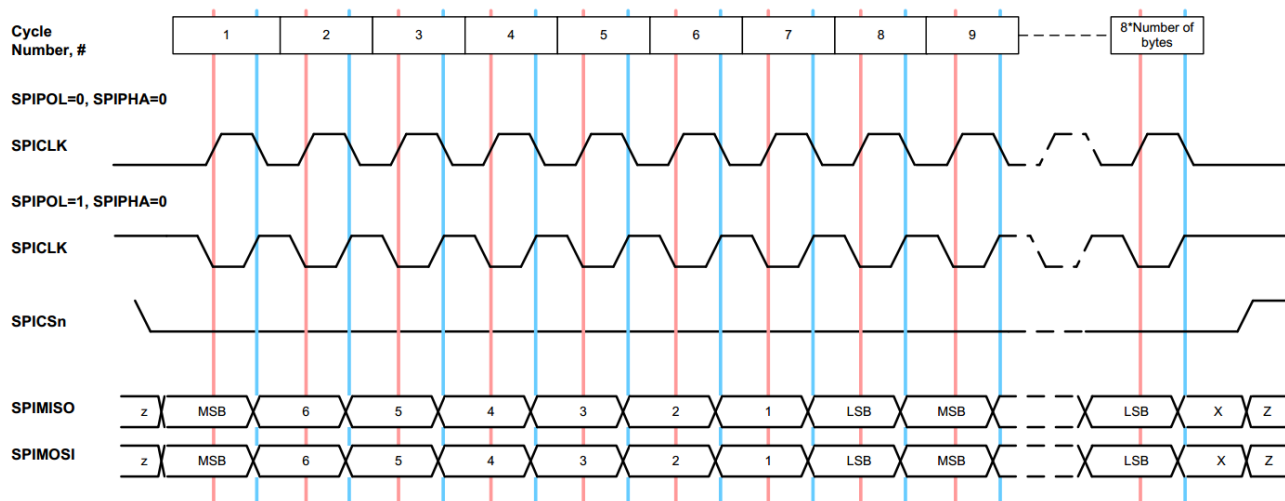 Cycle
Number, #
1 2 3 4 5 6 7 8 9 8*Number of
bytes
SPIPOL=0, SPIPHA=0
SPICLK
SPIPOL=1, SPIPHA=0
SPICLK
SPICSn
SPIMISO z MSB 6 5 4 3 2 1 LSB MSB LSB X Z
SPIMOSI z MSB 6 5 4 3 2 1 LSB MSB LSB X Z